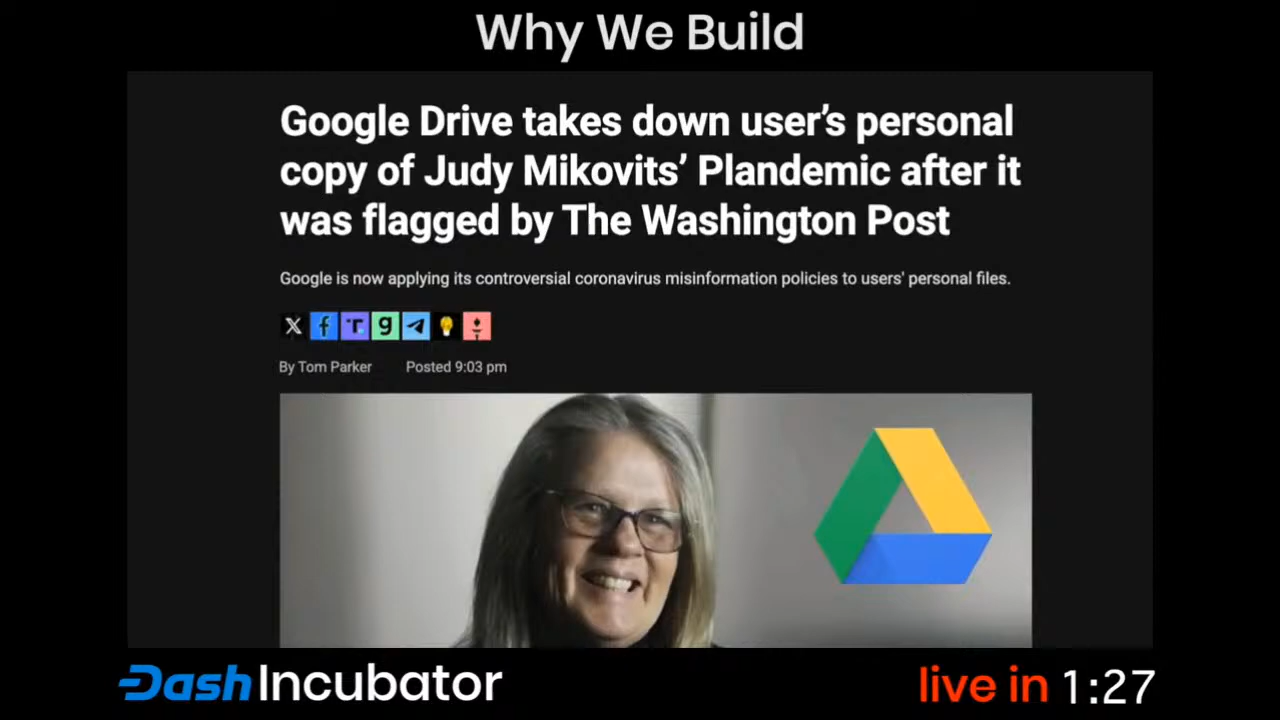 Why We Build
Google Drive takes down user’s personal
copy of Judy Mikovits’ Plandemic after it
was flagged by The Washington Post
Google is now applying its controversial coronavirus misinformation policies to users' personal files.
By Tom Parker Posted 9:03 pm
Dash Incubator
live in 1:27